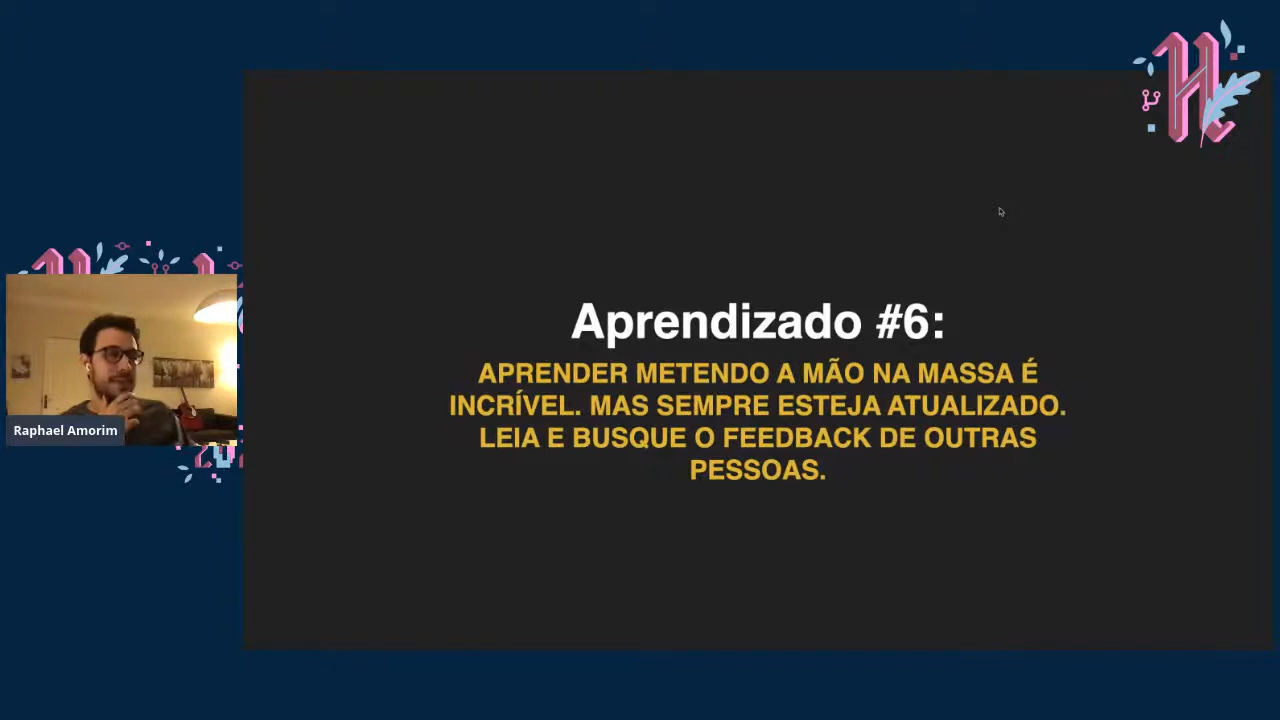 Aprendizado #6:
APRENDER METENDO A MÃO NA MASSA É
INCRÍVEL. MAS SEMPRE ESTEJA ATUALIZADO.
LEIA E BUSQUE O FEEDBACK DE OUTRAS
PESSOAS.
Raphael Amorim
H